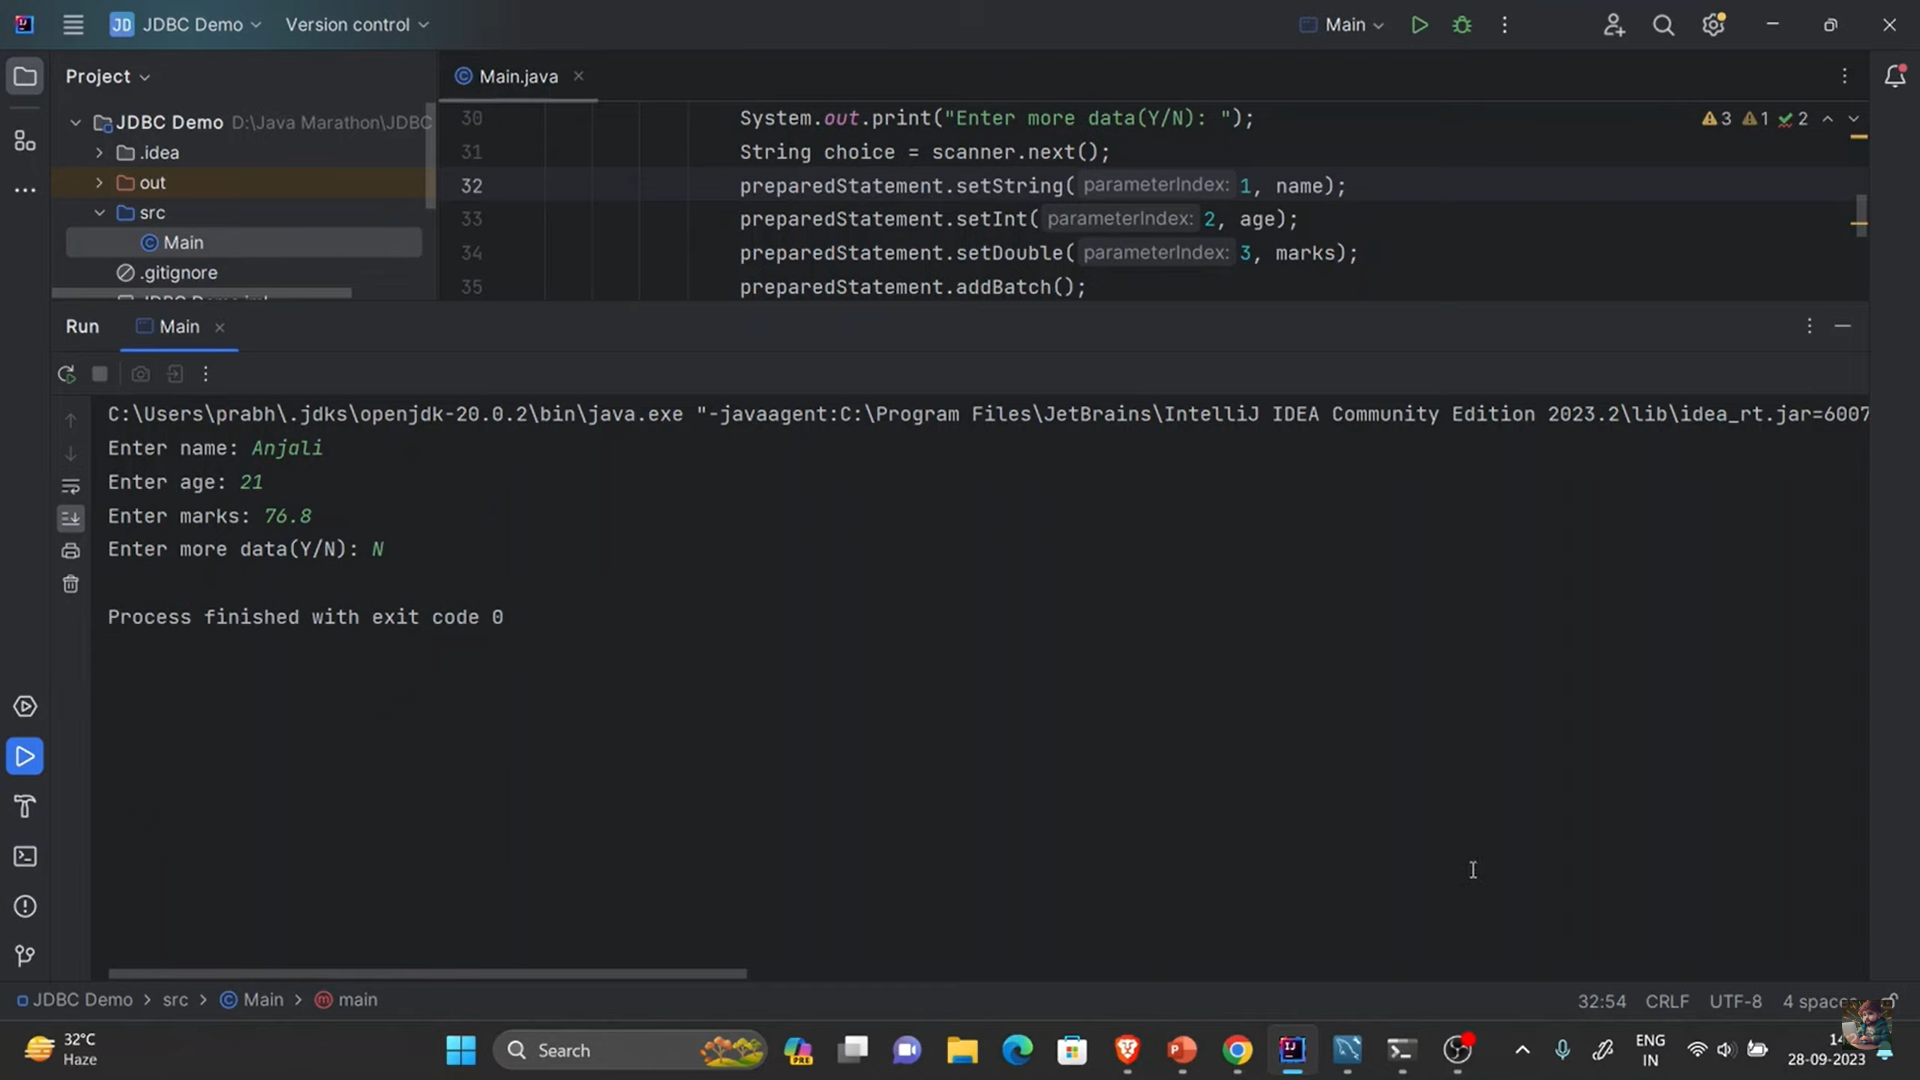 JD JDBC Demo Version control Main
Project
Main.java
JDBC Demo D:\Java Marathon\JDBC
.idea
out
src
Main
.gitignore
30 System.out.print("Enter more data(Y/N): ");
31 String choice = scanner.next();
32 preparedStatement.setString( parameterIndex: 1, name);
33 preparedStatement.setInt( parameterIndex: 2, age);
34 preparedStatement.setDouble( parameterIndex: 3, marks);
35 preparedStatement.addBatch();
3 1 2
Run Main
C:\Users\prabh\.jdks\openjdk-20.0.2\bin\java.exe "-javaagent:C:\Program Files\JetBrains\IntelliJ IDEA Community Edition 2023.2\lib\idea_rt.jar=6007
Enter name: Anjali
Enter age: 21
Enter marks: 76.8
Enter more data(Y/N): N
Process finished with exit code 0
JDBC Demo > src > Main > main
32:54 CRLF UTF-8 4 spaces
32°C
Haze
Search
PRE
ENG
IN
28-09-2023